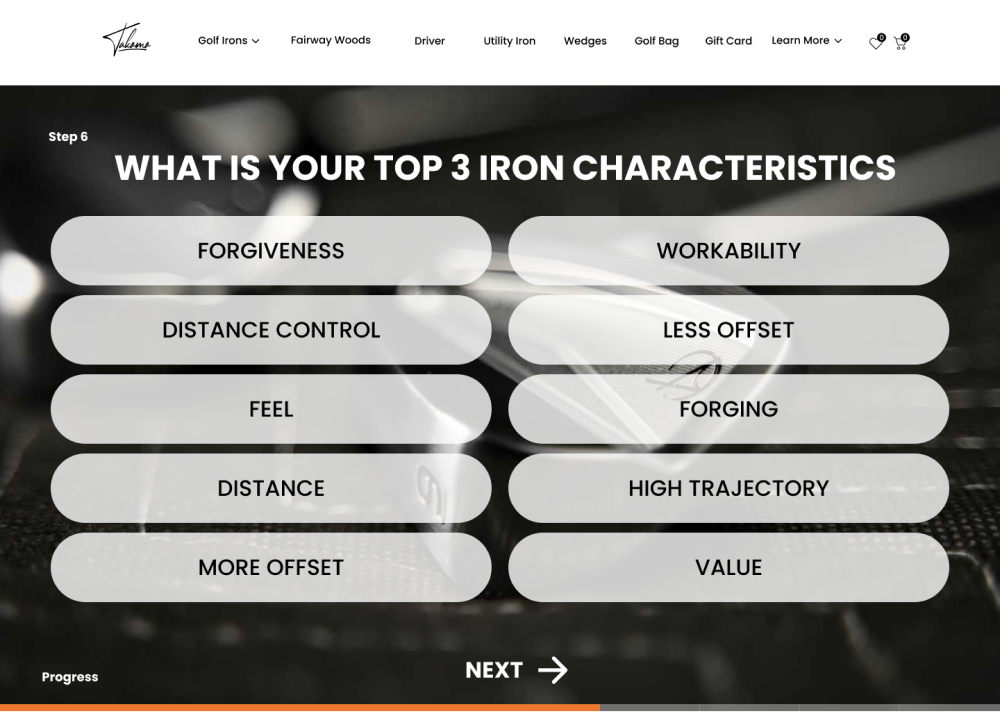 Takomo
Golf Irons Fairway Woods Driver Utility Iron Wedges Golf Bag Gift Card Learn More 0 0
Step 6
WHAT IS YOUR TOP 3 IRON CHARACTERISTICS
FORGIVENESS WORKABILITY
DISTANCE CONTROL LESS OFFSET
FEEL FORGING
DISTANCE HIGH TRAJECTORY
MORE OFFSET VALUE
NEXT
Progress